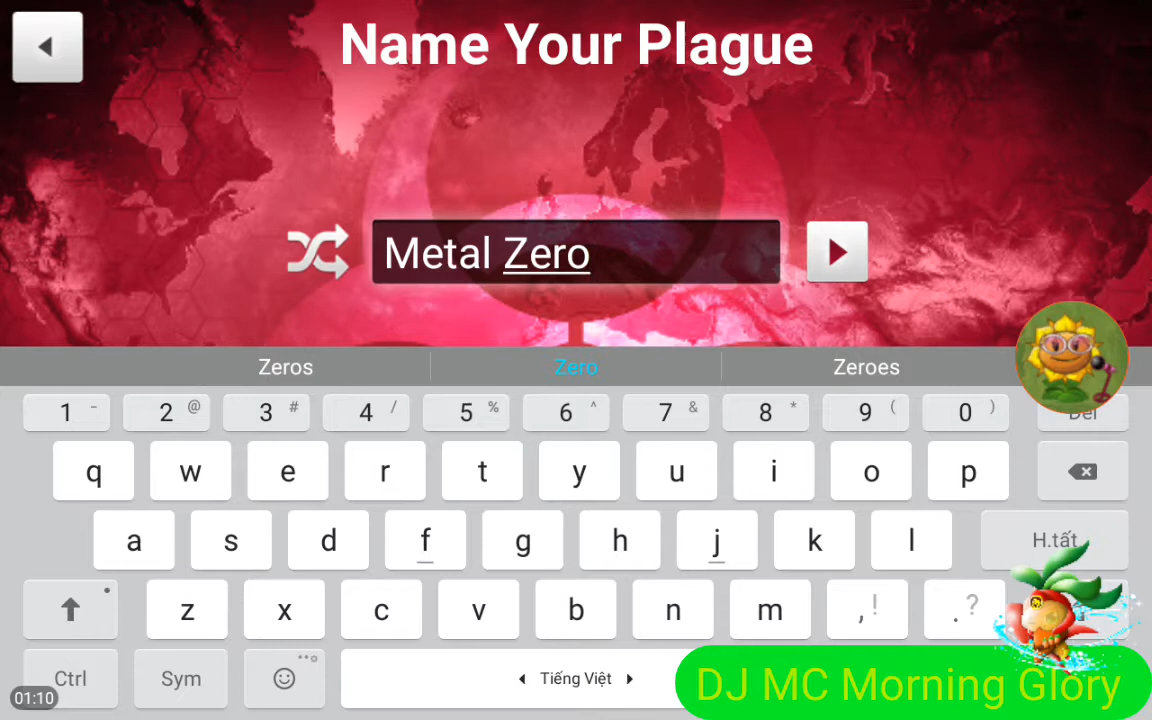 Name Your Plague
Metal Zero
Zeros Zero Zeroes
1 - 2 @ 3 # 4 / 5 % 6 ^ 7 & 8 * 9 ( 0 ) Del
q w e r t y u i o p
a s d f g h j k l H.tất
z x c v b n m , ! . ?
Ctrl Sym Tiếng Việt
01:10
DJ MC Morning Glory